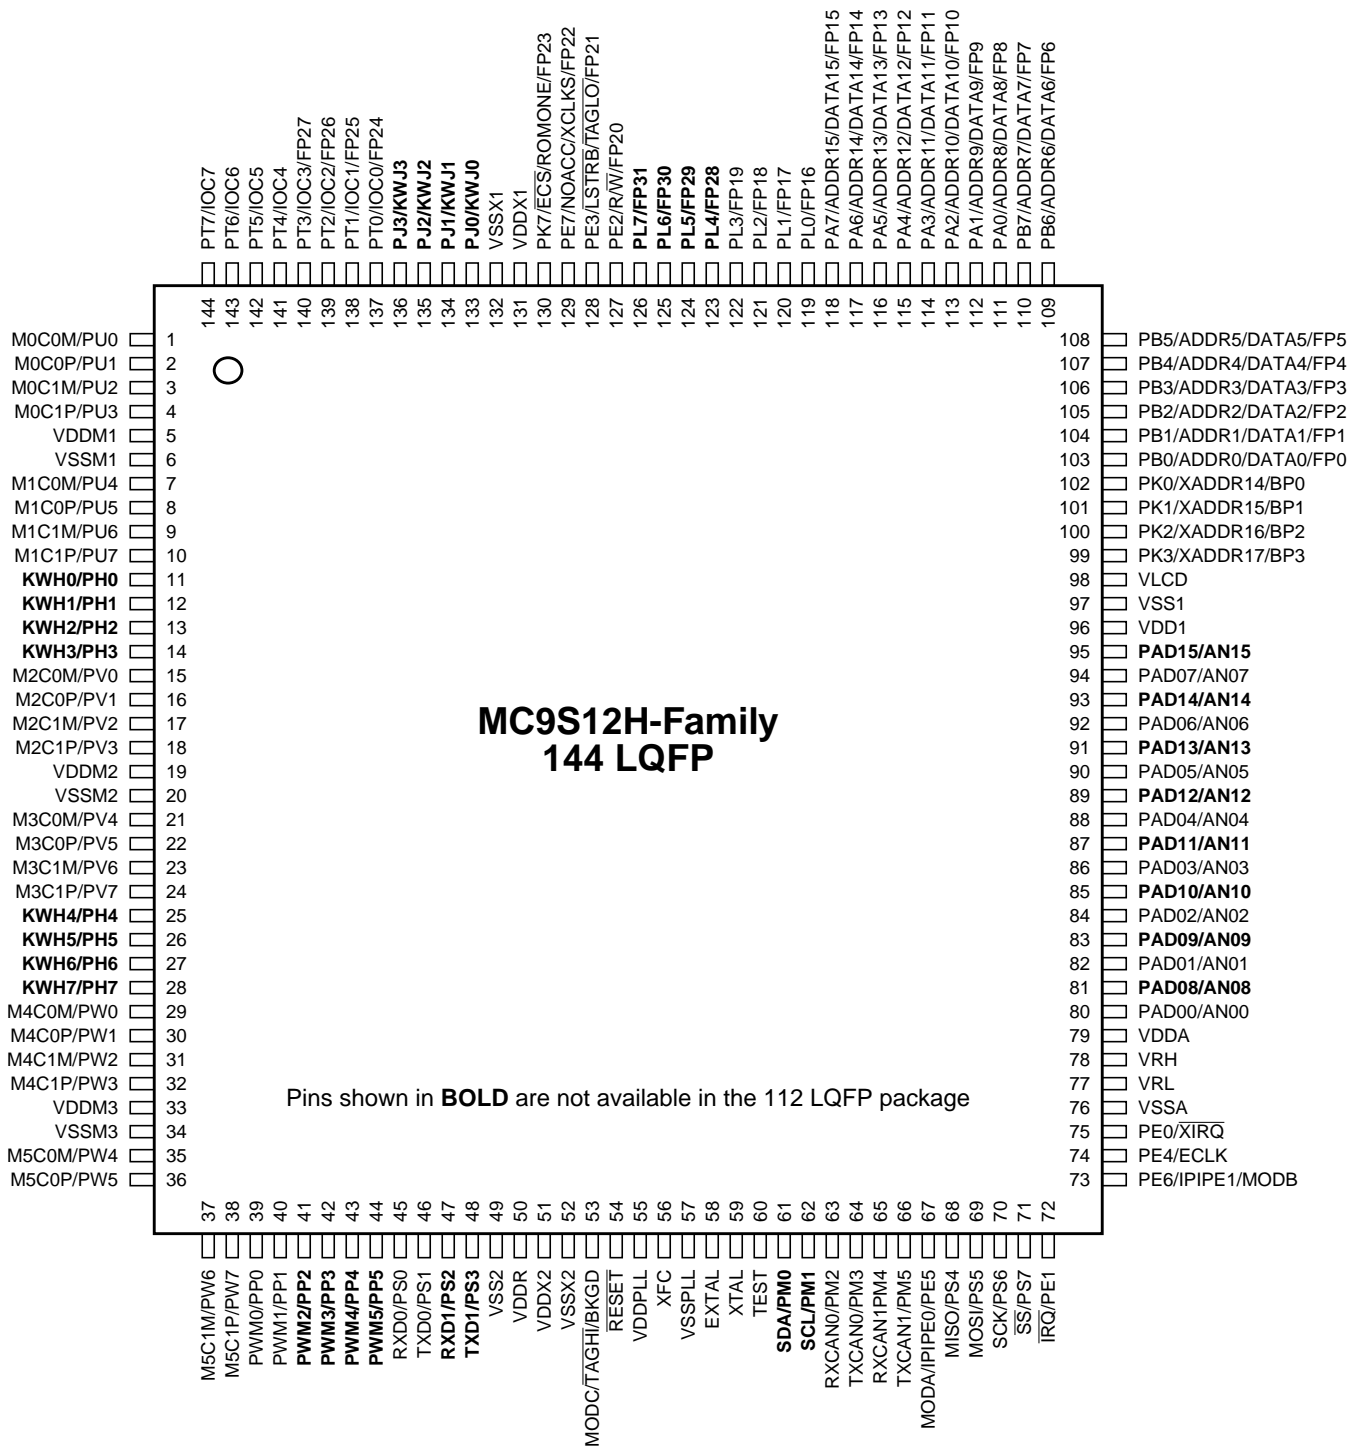 PT7/IOC7
PT6/IOC6
PT5/IOC5
PT4/IOC4
PT3/IOC3/FP27
PT2/IOC2/FP26
PT1/IOC1/FP25
PT0/IOC0/FP24
PJ3/KWJ3
PJ2/KWJ2
PJ1/KWJ1
PJ0/KWJ0
VSSX1
VDDX1
PK7/ECS/ROMONE/FP23
PE7/NOACC/XCLKS/FP22
PE3/LSTRB/TAGLO/FP21
PE2/R/W/FP20
PL7/FP31
PL6/FP30
PL5/FP29
PL4/FP28
PL3/FP19
PL2/FP18
PL1/FP17
PL0/FP16
PA7/ADDR15/DATA15/FP15
PA6/ADDR14/DATA14/FP14
PA5/ADDR13/DATA13/FP13
PA4/ADDR12/DATA12/FP12
PA3/ADDR11/DATA11/FP11
PA2/ADDR10/DATA10/FP10
PA1/ADDR9/DATA9/FP9
PA0/ADDR8/DATA8/FP8
PB7/ADDR7/DATA7/FP7
PB6/ADDR6/DATA6/FP6
144
143
142
141
140
139
138
137
136
135
134
133
132
131
130
129
128
127
126
125
124
123
122
121
120
119
118
117
116
115
114
113
112
111
110
109
M0C0M/PU0 1
M0C0P/PU1 2
M0C1M/PU2 3
M0C1P/PU3 4
VDDM1 5
VSSM1 6
M1C0M/PU4 7
M1C0P/PU5 8
M1C1M/PU6 9
M1C1P/PU7 10
KWH0/PH0 11
KWH1/PH1 12
KWH2/PH2 13
KWH3/PH3 14
M2C0M/PV0 15
M2C0P/PV1 16
M2C1M/PV2 17
M2C1P/PV3 18
VDDM2 19
VSSM2 20
M3C0M/PV4 21
M3C0P/PV5 22
M3C1M/PV6 23
M3C1P/PV7 24
KWH4/PH4 25
KWH5/PH5 26
KWH6/PH6 27
KWH7/PH7 28
M4C0M/PW0 29
M4C0P/PW1 30
M4C1M/PW2 31
M4C1P/PW3 32
VDDM3 33
VSSM3 34
M5C0M/PW4 35
M5C0P/PW5 36
MC9S12H-Family
144 LQFP
Pins shown in BOLD are not available in the 112 LQFP package
108 PB5/ADDR5/DATA5/FP5
107 PB4/ADDR4/DATA4/FP4
106 PB3/ADDR3/DATA3/FP3
105 PB2/ADDR2/DATA2/FP2
104 PB1/ADDR1/DATA1/FP1
103 PB0/ADDR0/DATA0/FP0
102 PK0/XADDR14/BP0
101 PK1/XADDR15/BP1
100 PK2/XADDR16/BP2
99 PK3/XADDR17/BP3
98 VLCD
97 VSS1
96 VDD1
95 PAD15/AN15
94 PAD07/AN07
93 PAD14/AN14
92 PAD06/AN06
91 PAD13/AN13
90 PAD05/AN05
89 PAD12/AN12
88 PAD04/AN04
87 PAD11/AN11
86 PAD03/AN03
85 PAD10/AN10
84 PAD02/AN02
83 PAD09/AN09
82 PAD01/AN01
81 PAD08/AN08
80 PAD00/AN00
79 VDDA
78 VRH
77 VRL
76 VSSA
75 PE0/XIRQ
74 PE4/ECLK
73 PE6/IPIPE1/MODB
37
38
39
40
41
42
43
44
45
46
47
48
49
50
51
52
53
54
55
56
57
58
59
60
61
62
63
64
65
66
67
68
69
70
71
72
M5C1M/PW6
M5C1P/PW7
PWM0/PP0
PWM1/PP1
PWM2/PP2
PWM3/PP3
PWM4/PP4
PWM5/PP5
RXD0/PS0
TXD0/PS1
RXD1/PS2
TXD1/PS3
VSS2
VDDR
VDDX2
VSSX2
MODC/TAGHI/BKGD
RESET
VDDPLL
XFC
VSSPLL
EXTAL
XTAL
TEST
SDA/PM0
SCL/PM1
RXCAN0/PM2
TXCAN0/PM3
RXCAN1PM4
TXCAN1/PM5
MODA/IPIPE0/PE5
MISO/PS4
MOSI/PS5
SCK/PS6
SS/PS7
IRQ/PE1